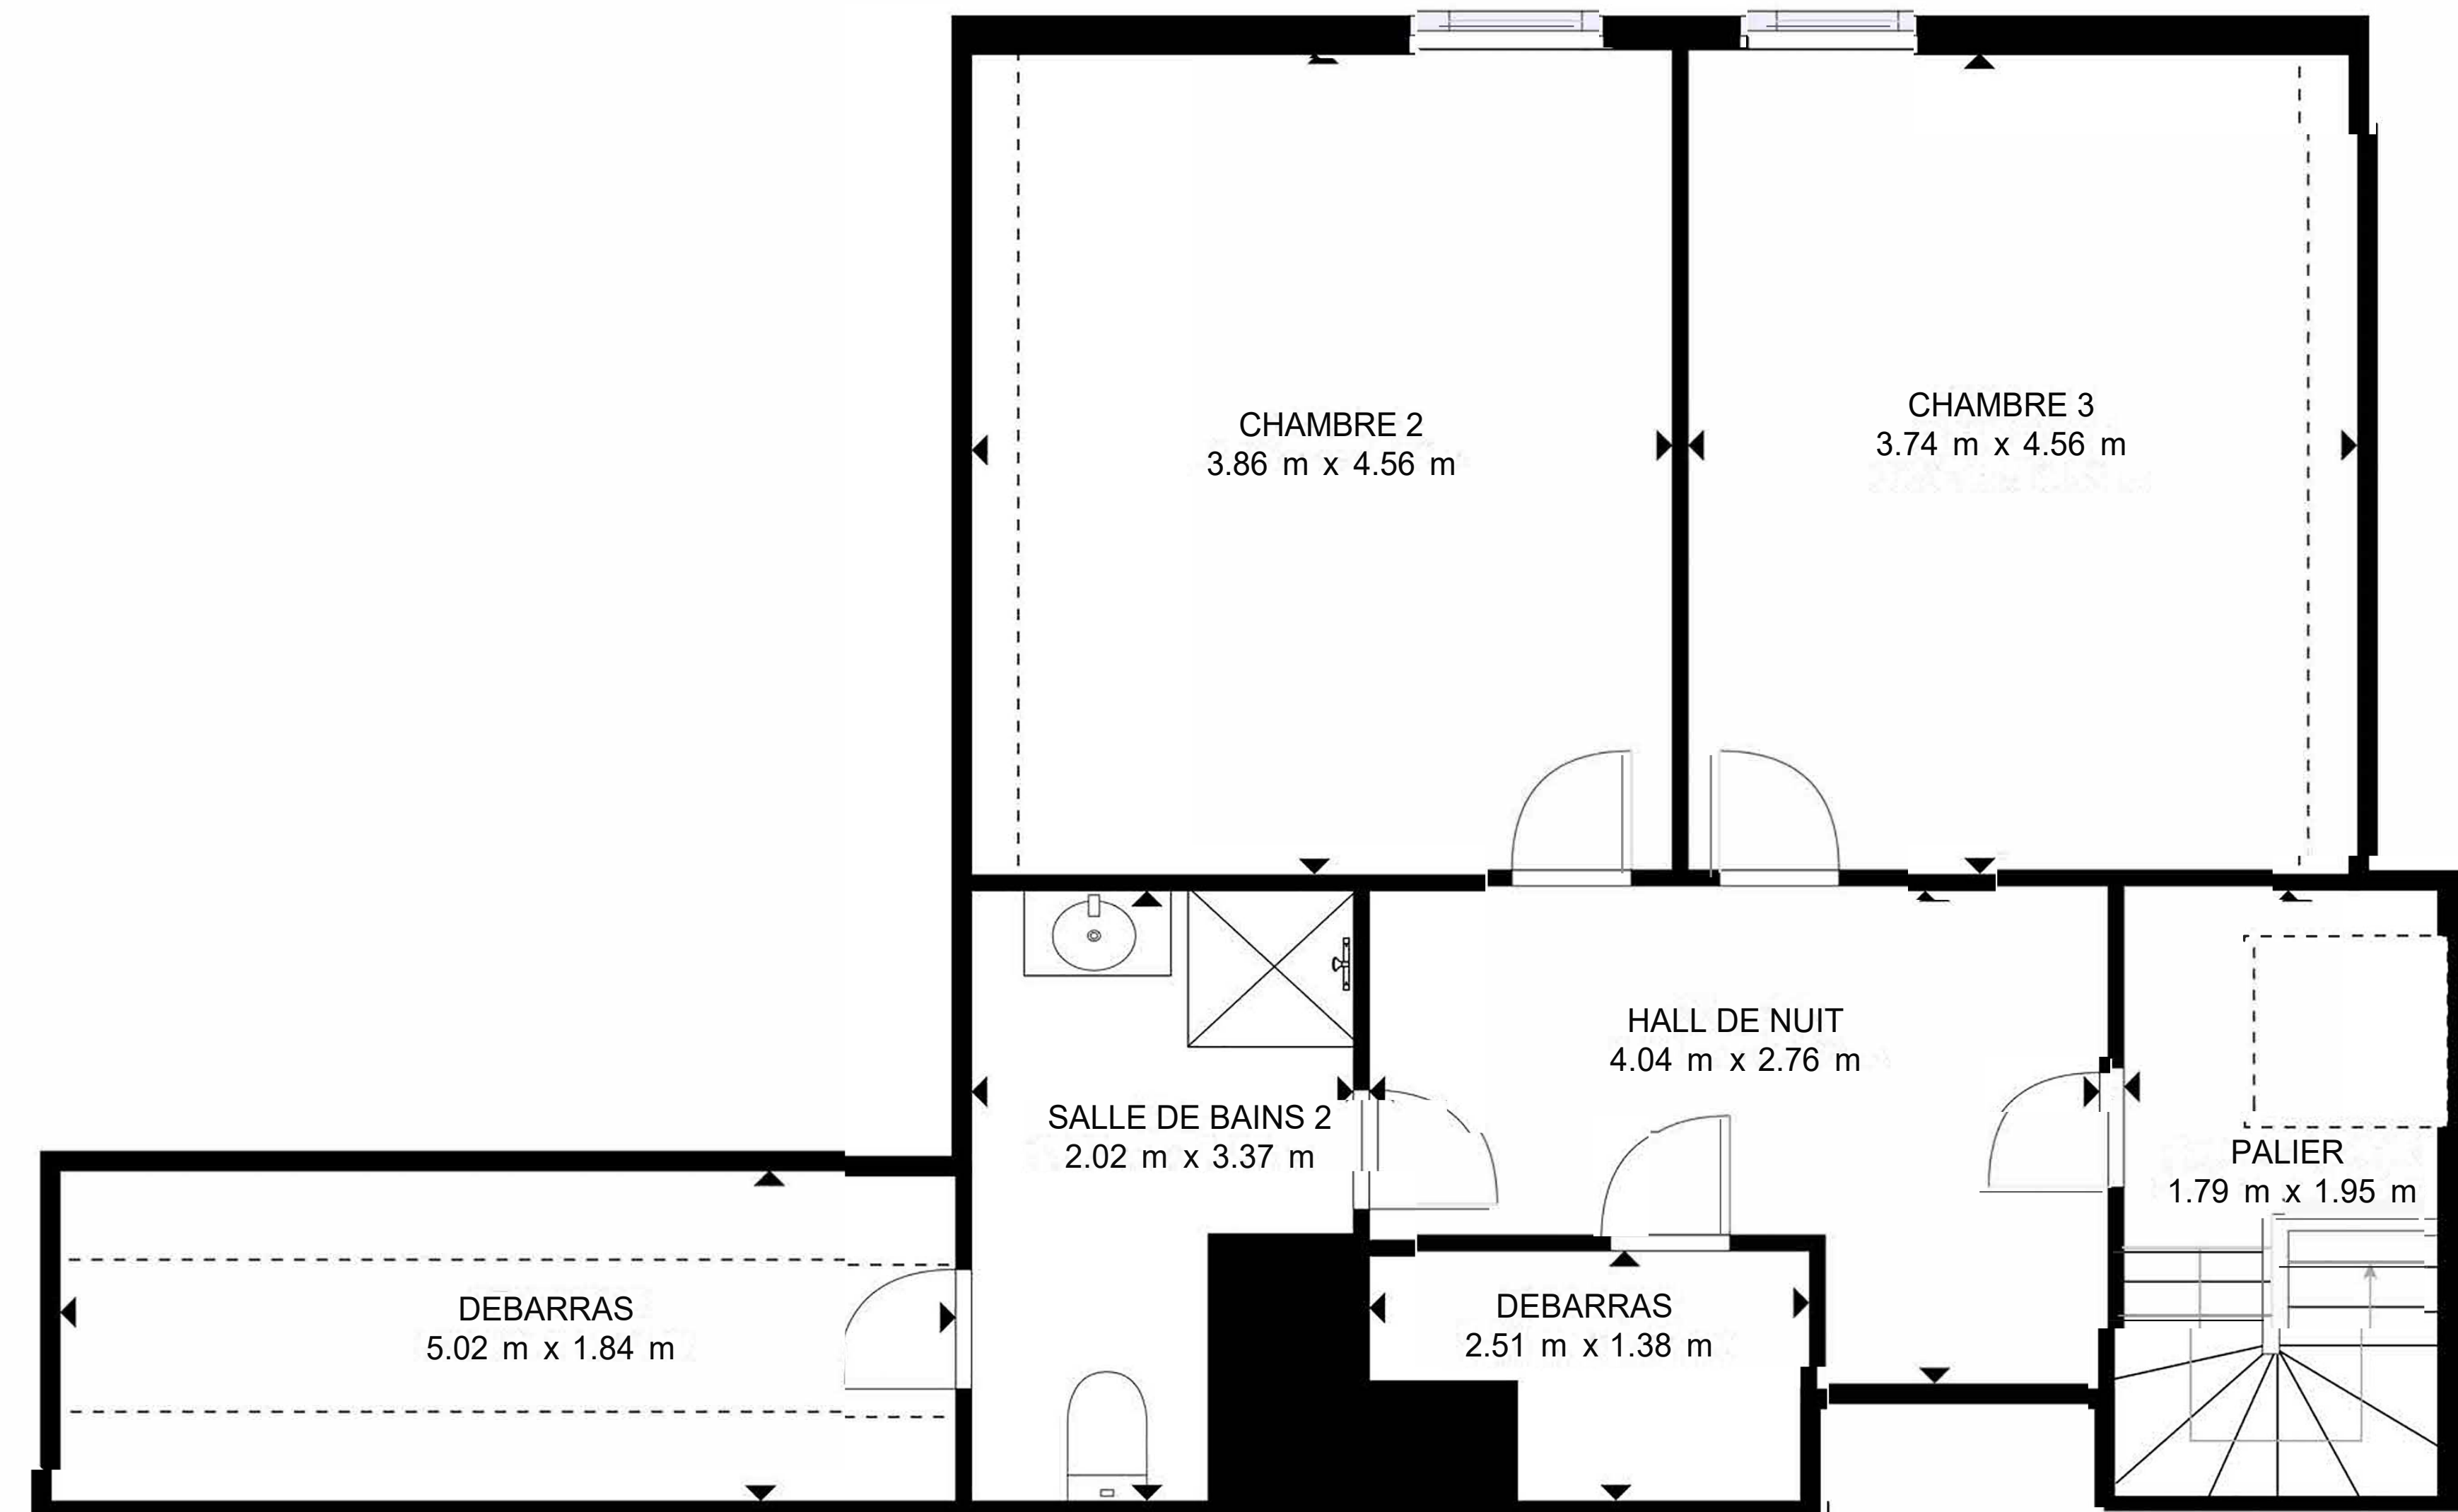 CHAMBRE 2
3.86 m x 4.56 m
CHAMBRE 3
3.74 m x 4.56 m
HALL DE NUIT
4.04 m x 2.76 m
SALLE DE BAINS 2
2.02 m x 3.37 m
PALIER
1.79 m x 1.95 m
DEBARRAS
5.02 m x 1.84 m
DEBARRAS
2.51 m x 1.38 m